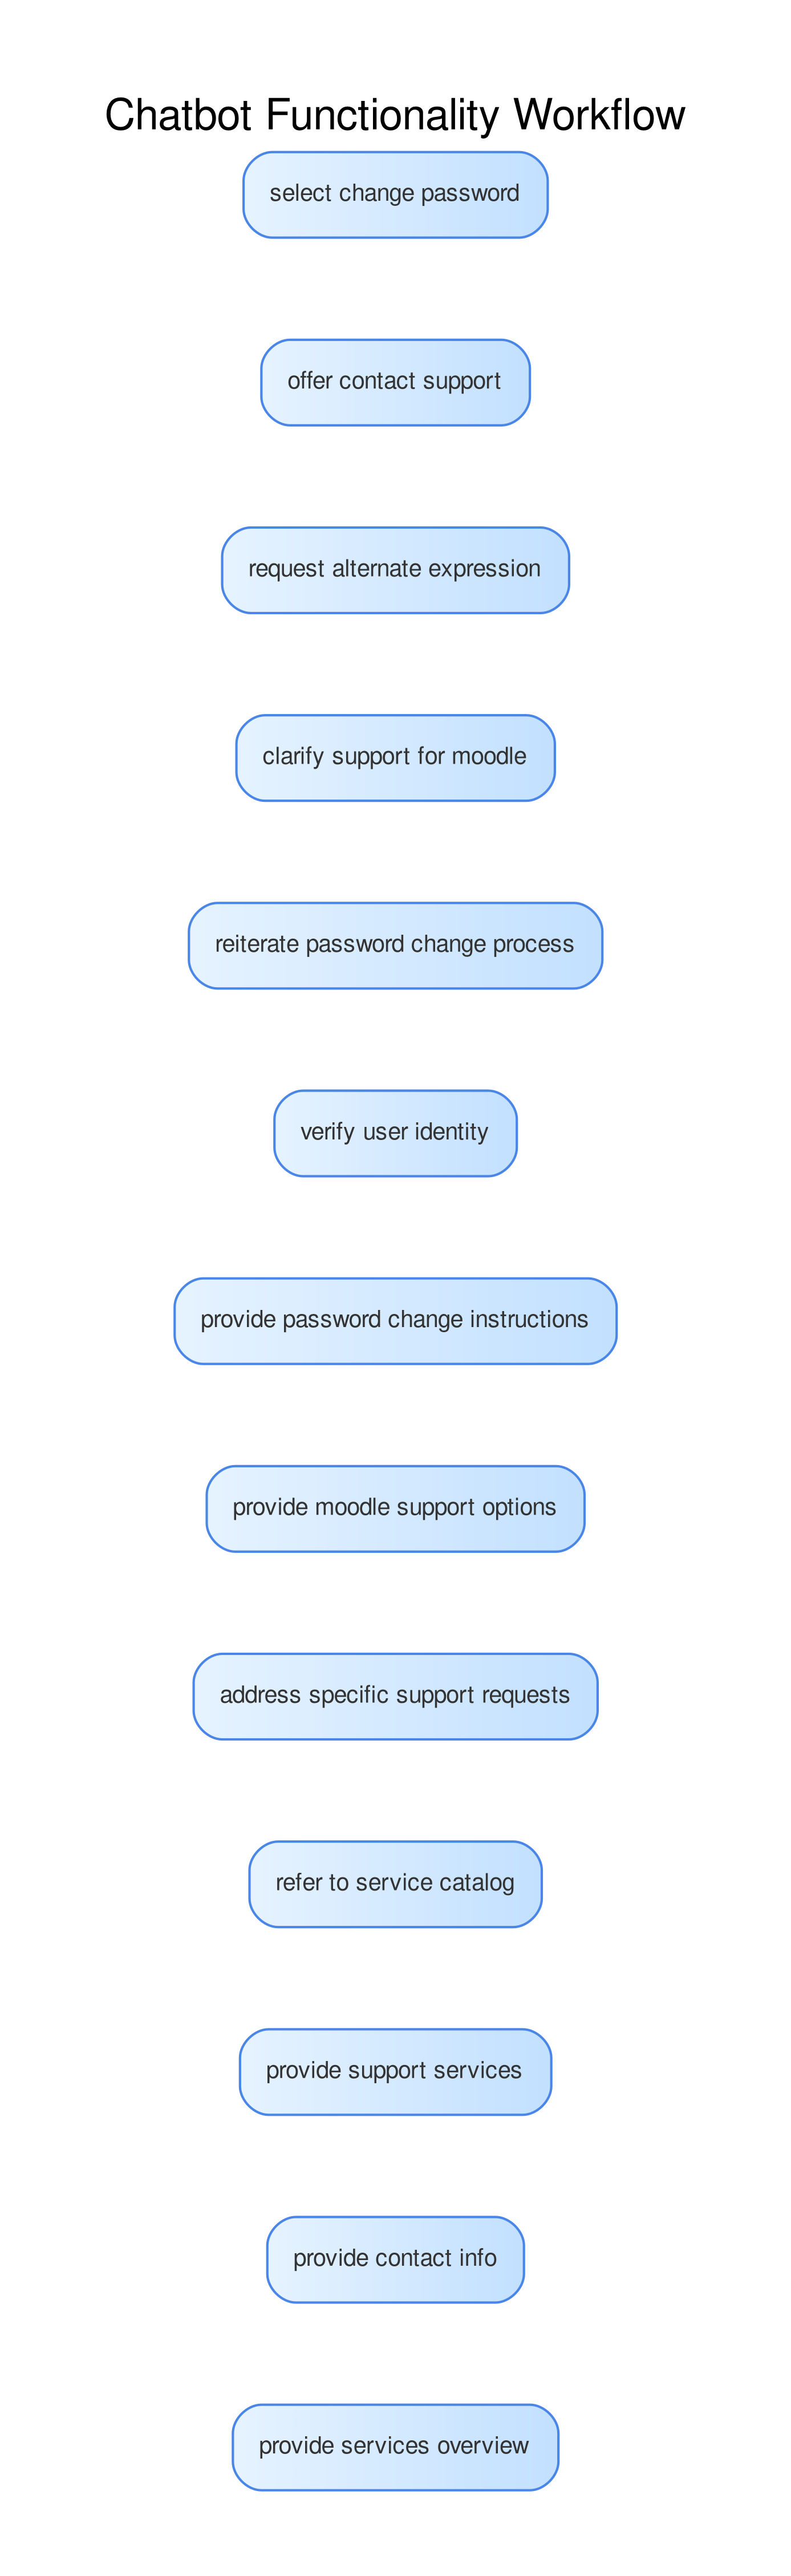 Chatbot Functionality Workflow
select change password
offer contact support
request alternate expression
clarify support for moodle
reiterate password change process
verify user identity
provide password change instructions
provide moodle support options
address specific support requests
refer to service catalog
provide support services
provide contact info
provide services overview